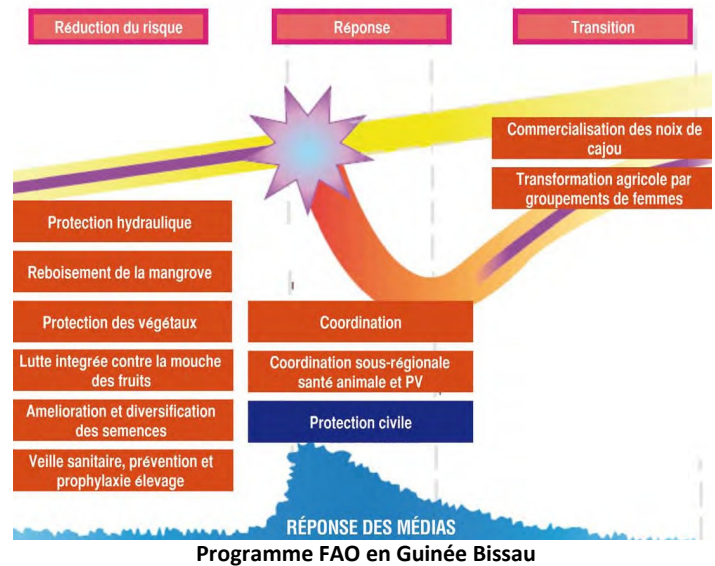 Réduction du risque
Réponse
Transition
Commercialisation des noix de
cajou
Transformation agricole par
groupements de femmes
Protection hydraulique
Reboisement de la mangrove
Protection des végétaux
Lutte integrée contre la mouche
des fruits
Amelioration et diversification
des semences
Veille sanitaire, prévention et
prophylaxie élevage
Coordination
Coordination sous-régionale
santé animale et PV
Protection civile
RÉPONSE DES MÉDIAS
Programme FAO en Guinée Bissau